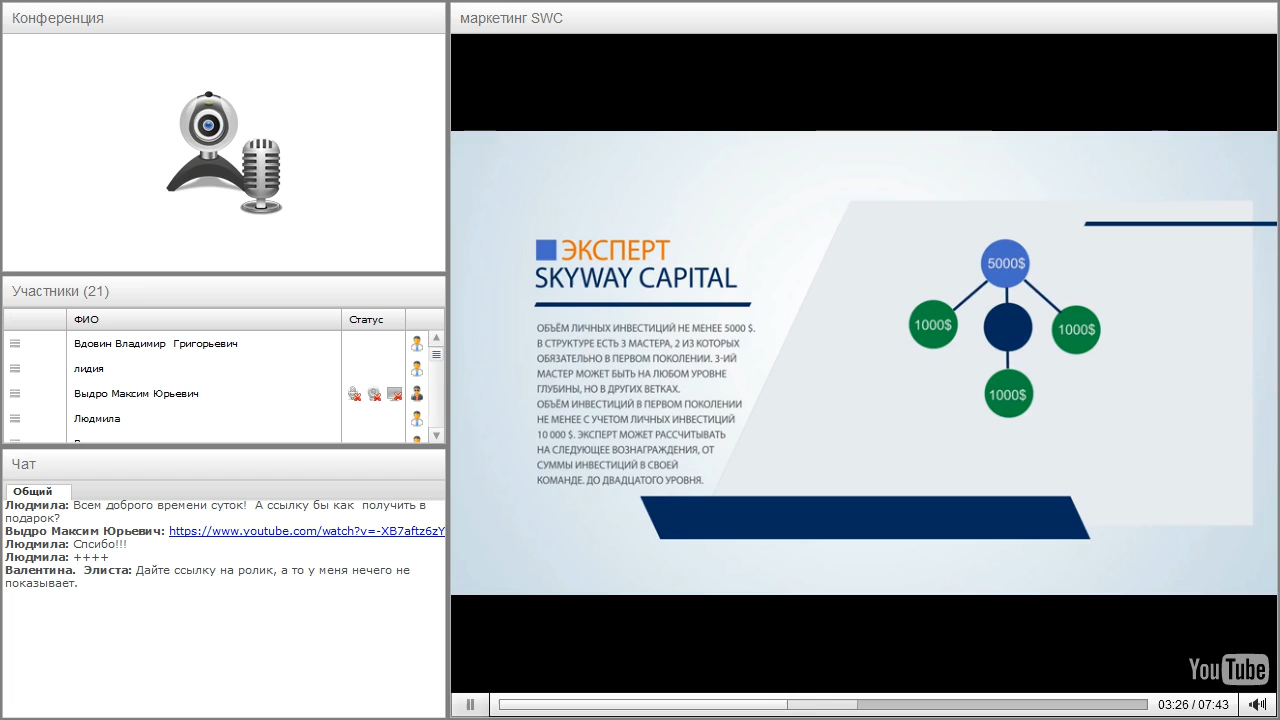 Конференция
Участники (21)
ФИО
Статус
Вдовин Владимир  Григорьевич
лидия
Выдро Максим Юрьевич
Людмила
Чат
Общий
Людмила: Всем доброго времени суток!  А ссылку бы как  получить в
подарок?
Выдро Максим Юрьевич: https://www.youtube.com/watch?v=-XB7aftz6zY
Людмила: Спсибо!!!
Людмила: ++++
Валентина.  Элиста: Дайте ссылку на ролик, а то у меня нечего не
показывает.
маркетинг SWC
ЭКСПЕРТ
SKYWAY CAPITAL
ОБЪЁМ ЛИЧНЫХ ИНВЕСТИЦИЙ НЕ МЕНЕЕ 5000 $.
В СТРУКТУРЕ ЕСТЬ 3 МАСТЕРА, 2 ИЗ КОТОРЫХ
ОБЯЗАТЕЛЬНО В ПЕРВОМ ПОКОЛЕНИИ. 3-ИЙ
МАСТЕР МОЖЕТ БЫТЬ НА ЛЮБОМ УРОВНЕ
ГЛУБИНЫ, НО В ДРУГИХ ВЕТКАХ.
ОБЪЁМ ИНВЕСТИЦИЙ В ПЕРВОМ ПОКОЛЕНИИ
НЕ МЕНЕЕ С УЧЕТОМ ЛИЧНЫХ ИНВЕСТИЦИЙ
10 000 $. ЭКСПЕРТ МОЖЕТ РАССЧИТЫВАТЬ
НА СЛЕДУЮЩЕЕ ВОЗНАГРАЖДЕНИЯ, ОТ
СУММЫ ИНВЕСТИЦИЙ В СВОЕЙ
КОМАНДЕ. ДО ДВАДЦАТОГО УРОВНЯ.
5000$
1000$
1000$
1000$
YouTube
03:26 / 07:43